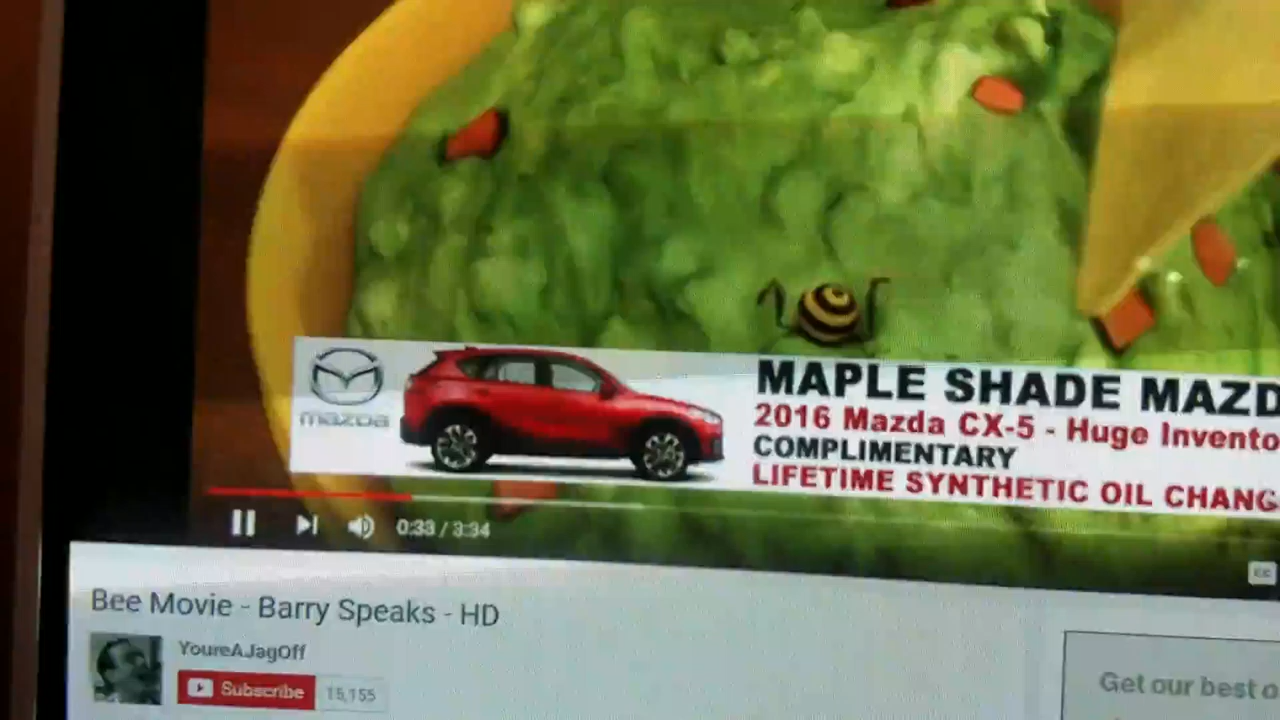 mazda
MAPLE SHADE MAZD
2016 Mazda CX-5 - Huge Invento
COMPLIMENTARY
LIFETIME SYNTHETIC OIL CHANG
0:33 / 3:34
CC
Bee Movie - Barry Speaks - HD
YoureAJagOff
Subscribe 15,155
Get our best o